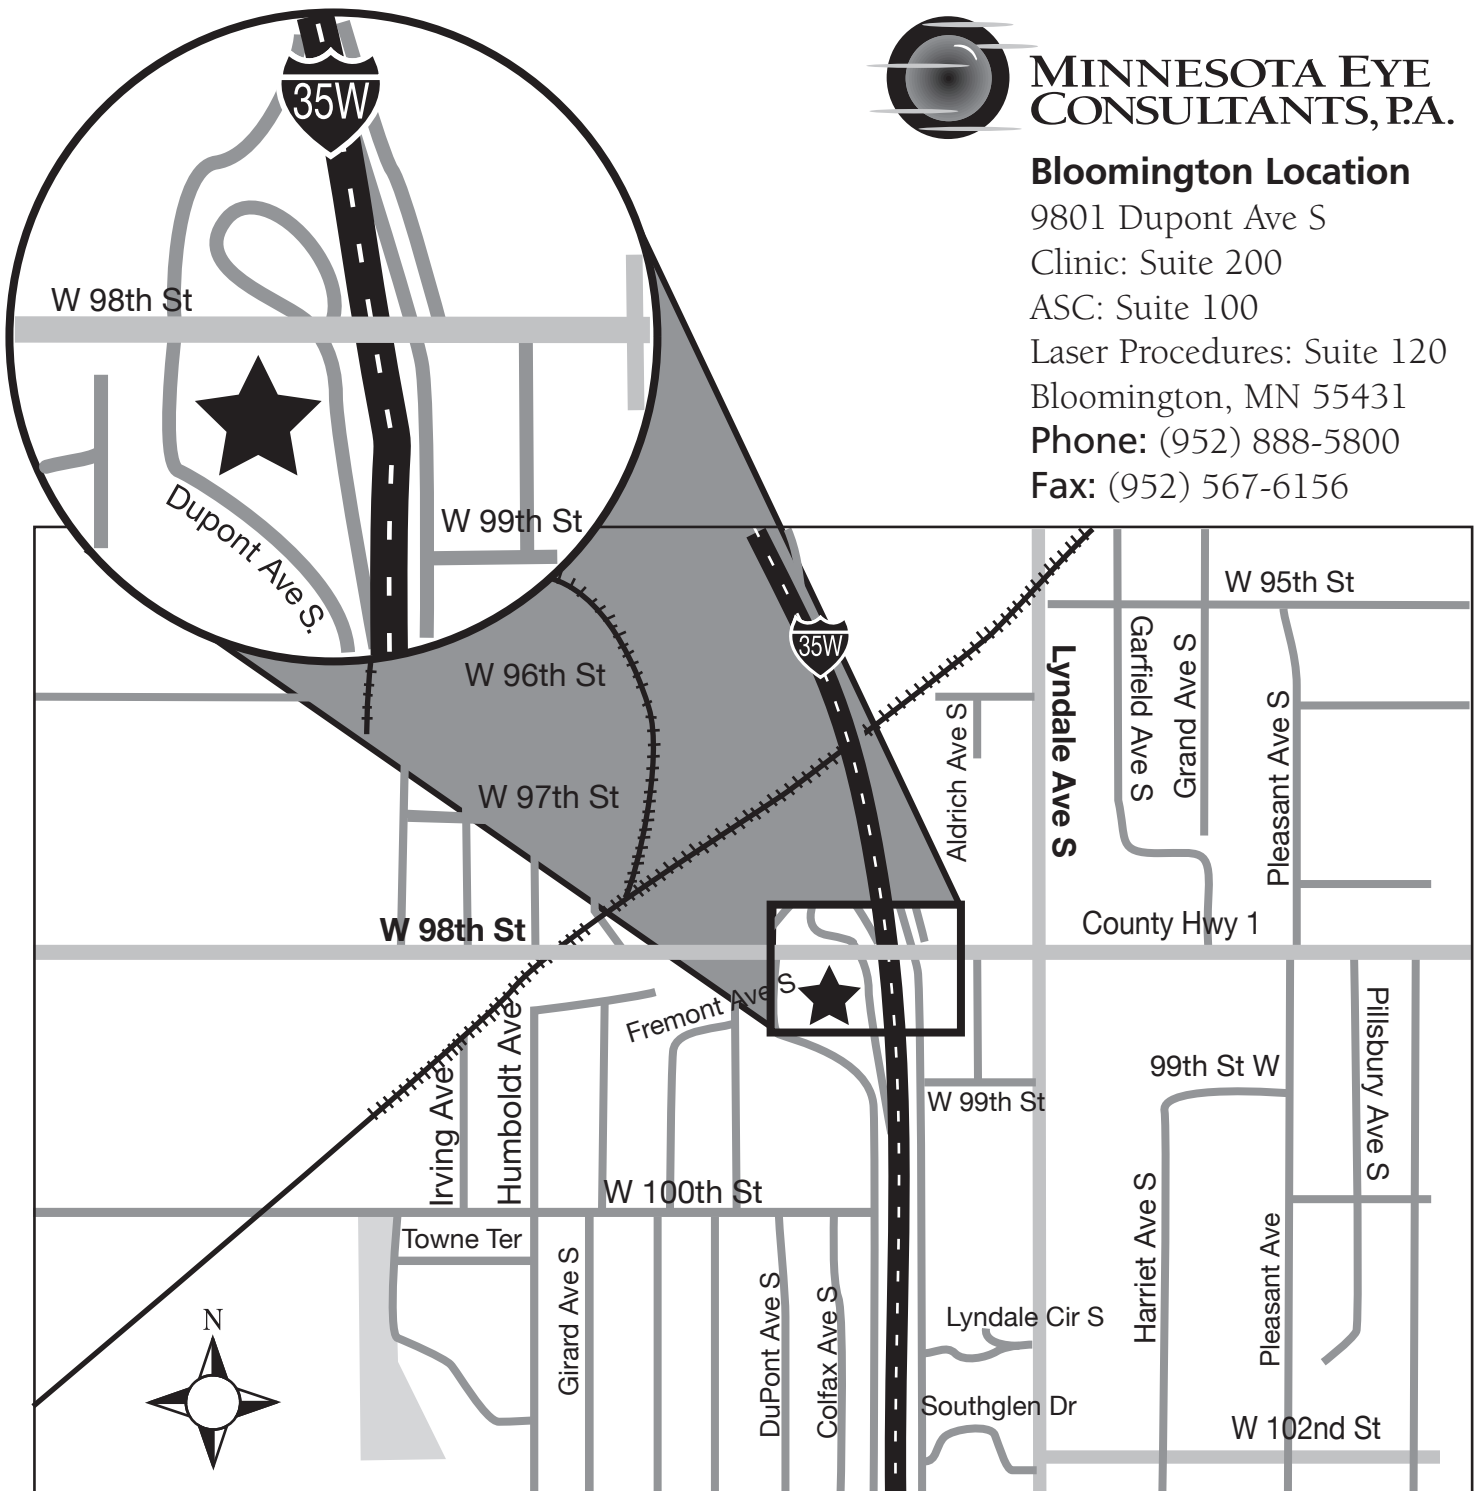 35W
MINNESOTA EYE
CONSULTANTS, P.A.
Bloomington Location
9801 Dupont Ave S
Clinic: Suite 200
ASC: Suite 100
Laser Procedures: Suite 120
Bloomington, MN 55431
Phone: (952) 888-5800
Fax: (952) 567-6156
W 98th St
Dupont Ave S.
W 99th St
W 95th St
35W
W 96th St
Lyndale Ave S
Garfield Ave S
Grand Ave S
Pleasant Ave S
Aldrich Ave S
W 97th St
W 98th St
County Hwy 1
Fremont Ave S
Irving Ave
Humboldt Ave
99th St W
Pillsbury Ave S
W 99th St
W 100th St
Towne Ter
Girard Ave S
DuPont Ave S
Colfax Ave S
Harriet Ave S
Pleasant Ave
Lyndale Cir S
N
Southglen Dr
W 102nd St